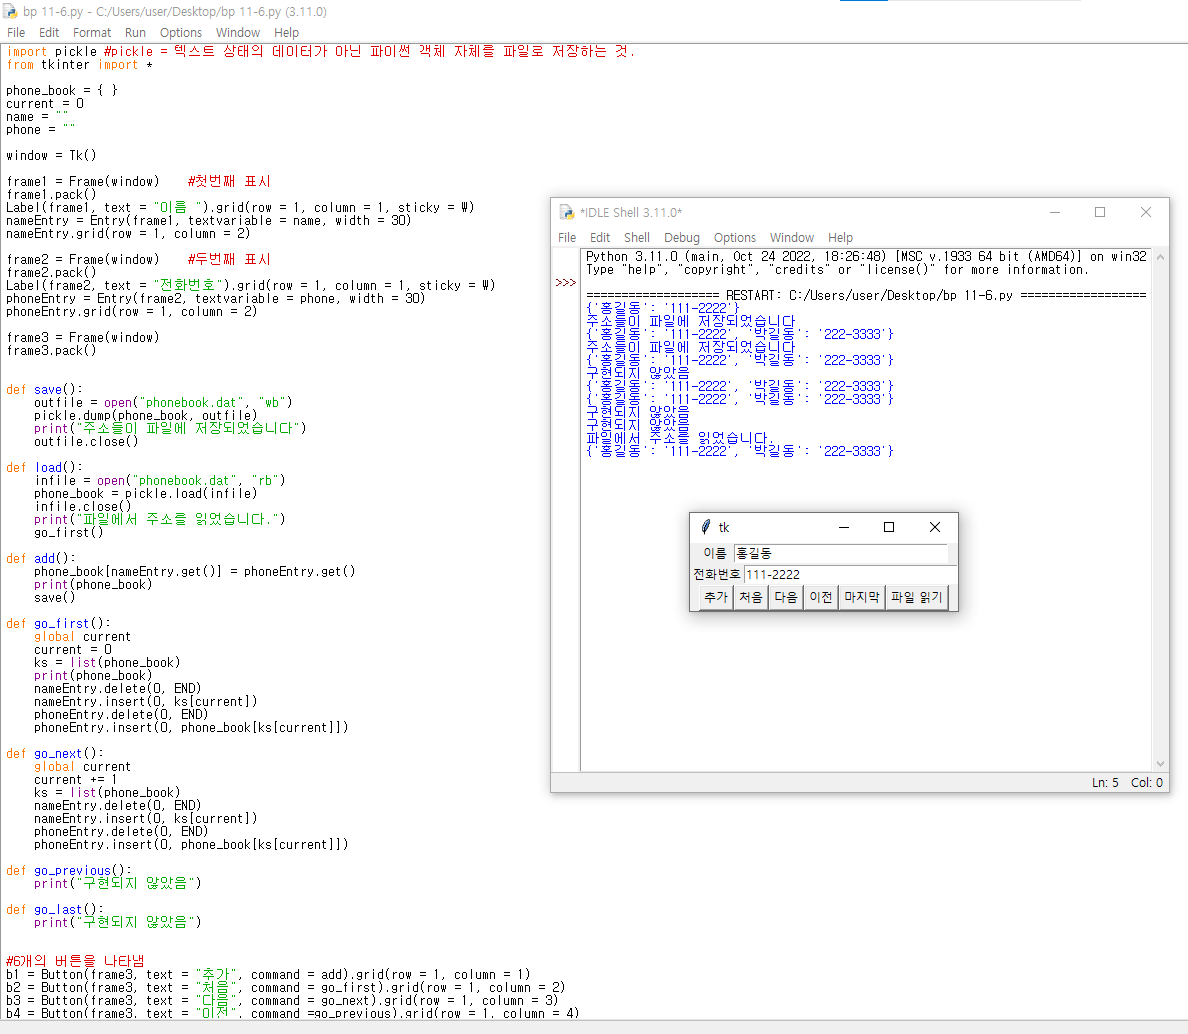 bp 11-6.py - C:/Users/user/Desktop/bp 11-6.py (3.11.0)
File Edit Format Run Options Window Help
import pickle #pickle = 텍스트 상태의 데이터가 아닌 파이썬 객체 자체를 파일로 저장하는 것.
from tkinter import *
phone_book = { }
current = 0
name = ""
phone = ""
window = Tk()
frame1 = Frame(window)    #첫번째 표시
frame1.pack()
Label(frame1, text = "이름 ").grid(row = 1, column = 1, sticky = W)
nameEntry = Entry(frame1, textvariable = name, width = 30)
nameEntry.grid(row = 1, column = 2)
frame2 = Frame(window)    #두번째 표시
frame2.pack()
Label(frame2, text = "전화번호").grid(row = 1, column = 1, sticky = W)
phoneEntry = Entry(frame2, textvariable = phone, width = 30)
phoneEntry.grid(row = 1, column = 2)
frame3 = Frame(window)
frame3.pack()
def save():
    outfile = open("phonebook.dat", "wb")
    pickle.dump(phone_book, outfile)
    print("주소들이 파일에 저장되었습니다")
    outfile.close()
def load():
    infile = open("phonebook.dat", "rb")
    phone_book = pickle.load(infile)
    infile.close()
    print("파일에서 주소를 읽었습니다.")
    go_first()
def add():
    phone_book[nameEntry.get()] = phoneEntry.get()
    print(phone_book)
    save()
def go_first():
    global current
    current = 0
    ks = list(phone_book)
    print(phone_book)
    nameEntry.delete(0, END)
    nameEntry.insert(0, ks[current])
    phoneEntry.delete(0, END)
    phoneEntry.insert(0, phone_book[ks[current]])
def go_next():
    global current
    current += 1
    ks = list(phone_book)
    nameEntry.delete(0, END)
    nameEntry.insert(0, ks[current])
    phoneEntry.delete(0, END)
    phoneEntry.insert(0, phone_book[ks[current]])
def go_previous():
    print("구현되지 않았음")
def go_last():
    print("구현되지 않았음")
#6개의 버튼을 나타냄
b1 = Button(frame3, text = "추가", command = add).grid(row = 1, column = 1)
b2 = Button(frame3, text = "처음", command = go_first).grid(row = 1, column = 2)
b3 = Button(frame3, text = "다음", command = go_next).grid(row = 1, column = 3)
b4 = Button(frame3, text = "이전", command =go_previous).grid(row = 1, column = 4)
*IDLE Shell 3.11.0*
File Edit Shell Debug Options Window Help
Python 3.11.0 (main, Oct 24 2022, 18:26:48) [MSC v.1933 64 bit (AMD64)] on win32
Type "help", "copyright", "credits" or "license()" for more information.
>>>
=================== RESTART: C:/Users/user/Desktop/bp 11-6.py ==================
{'홍길동': '111-2222'}
주소들이 파일에 저장되었습니다
{'홍길동': '111-2222', '박길동': '222-3333'}
주소들이 파일에 저장되었습니다
{'홍길동': '111-2222', '박길동': '222-3333'}
구현되지 않았음
{'홍길동': '111-2222', '박길동': '222-3333'}
{'홍길동': '111-2222', '박길동': '222-3333'}
구현되지 않았음
구현되지 않았음
파일에서 주소를 읽었습니다.
{'홍길동': '111-2222', '박길동': '222-3333'}
tk
이름 홍길동
전화번호 111-2222
추가 처음 다음 이전 마지막 파일 읽기
Ln: 5 Col: 0